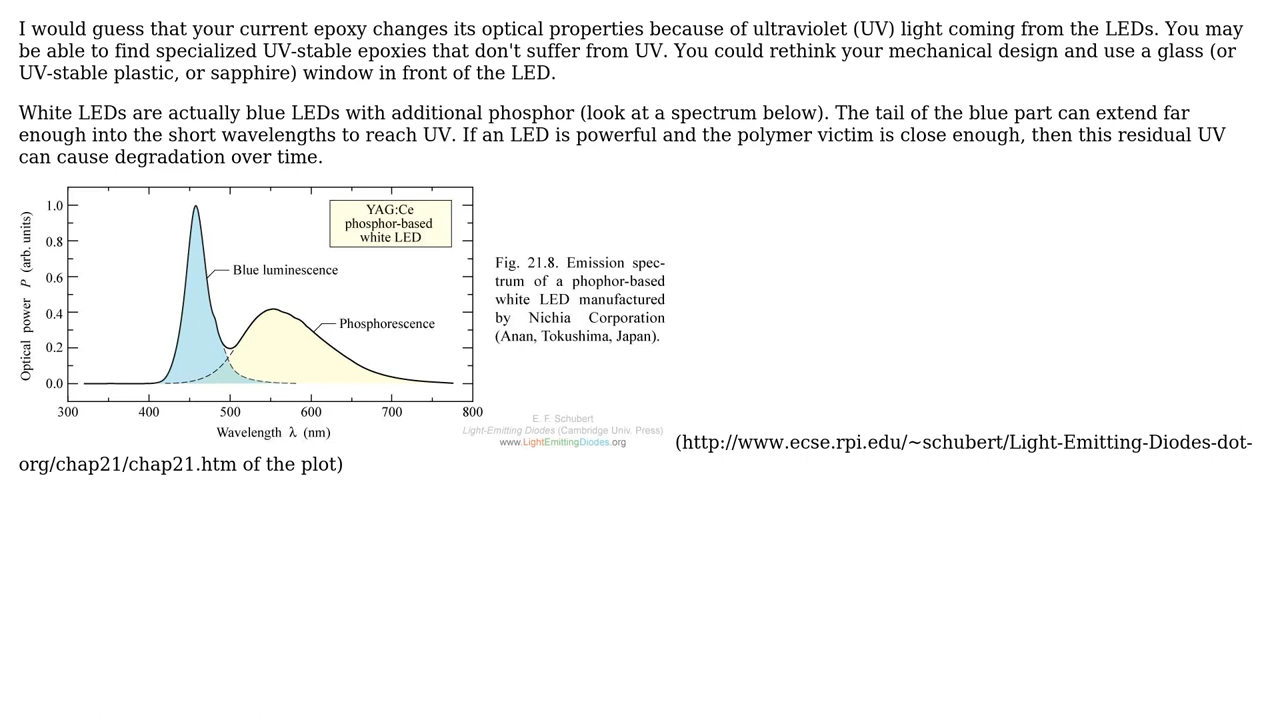 I would guess that your current epoxy changes its optical properties because of ultraviolet (UV) light coming from the LEDs. You may
be able to find specialized UV-stable epoxies that don't suffer from UV. You could rethink your mechanical design and use a glass (or
UV-stable plastic, or sapphire) window in front of the LED.
White LEDs are actually blue LEDs with additional phosphor (look at a spectrum below). The tail of the blue part can extend far
enough into the short wavelengths to reach UV. If an LED is powerful and the polymer victim is close enough, then this residual UV
can cause degradation over time.
Optical power P (arb. units)
1.0
0.8
0.6
0.4
0.2
0.0
YAG:Ce
phosphor-based
white LED
Blue luminescence
Phosphorescence
300 400 500 600 700 800
Wavelength λ (nm)
Fig. 21.8. Emission spec-
trum of a phophor-based
white LED manufactured
by Nichia Corporation
(Anan, Tokushima, Japan).
E. F. Schubert
Light-Emitting Diodes (Cambridge Univ. Press)
www.LightEmittingDiodes.org
(http://www.ecse.rpi.edu/~schubert/Light-Emitting-Diodes-dot-
org/chap21/chap21.htm of the plot)